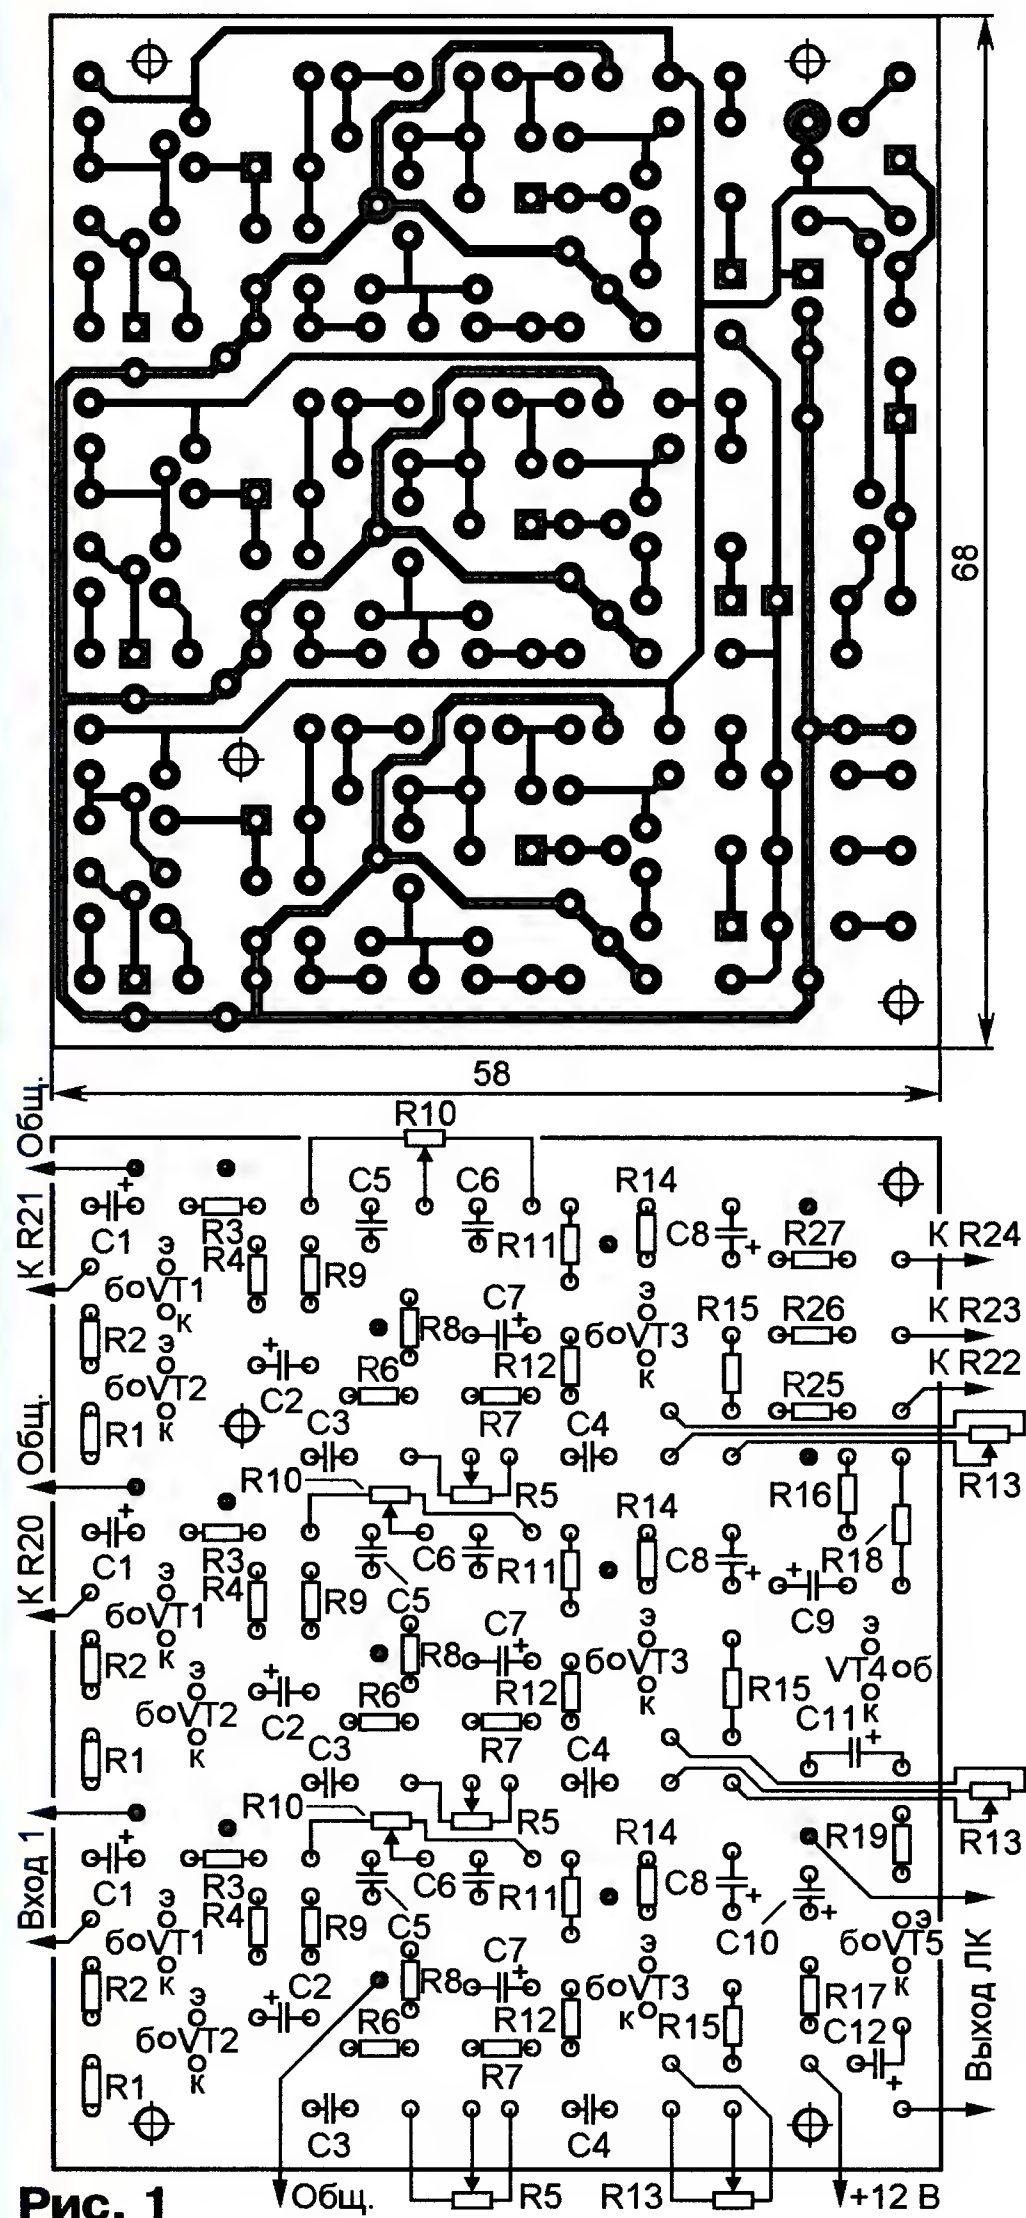 68
58
Общ.
К R21
R10
C5
C6
R14
C1
R3
R4
R9
R11
C8
+
R27
К R24
э
б VT1
к
R2
R8
C7
+
R12
э
б VT3
к
R15
R26
К R23
К R22
э
б VT2
к
R1
+
C2
R6
R7
R25
C3
C4
R13
Общ.
К R20
R10
R5
R14
R16
R18
C1
+
R3
R4
R9
C5
C6
R11
C8
+
C9
+
э
б VT1
к
R2
R8
C7
+
R12
э
б VT3
к
R15
э
VT4 б
к
э
б VT2
к
R1
+
C2
R6
R7
C11
+
C3
C4
R13
Вход 1
R10
R5
R14
R19
C1
+
R3
R4
R9
C5
C6
R11
C8
+
C10
+
э
б VT1
к
R2
R8
C7
+
R12
э
б VT3
к
R15
э
б VT5
к
R17
Выход ЛК
э
б VT2
к
R1
+
C2
R6
R7
C12
+
C3
C4
Общ.
R5
R13
+12 В
Рис. 1